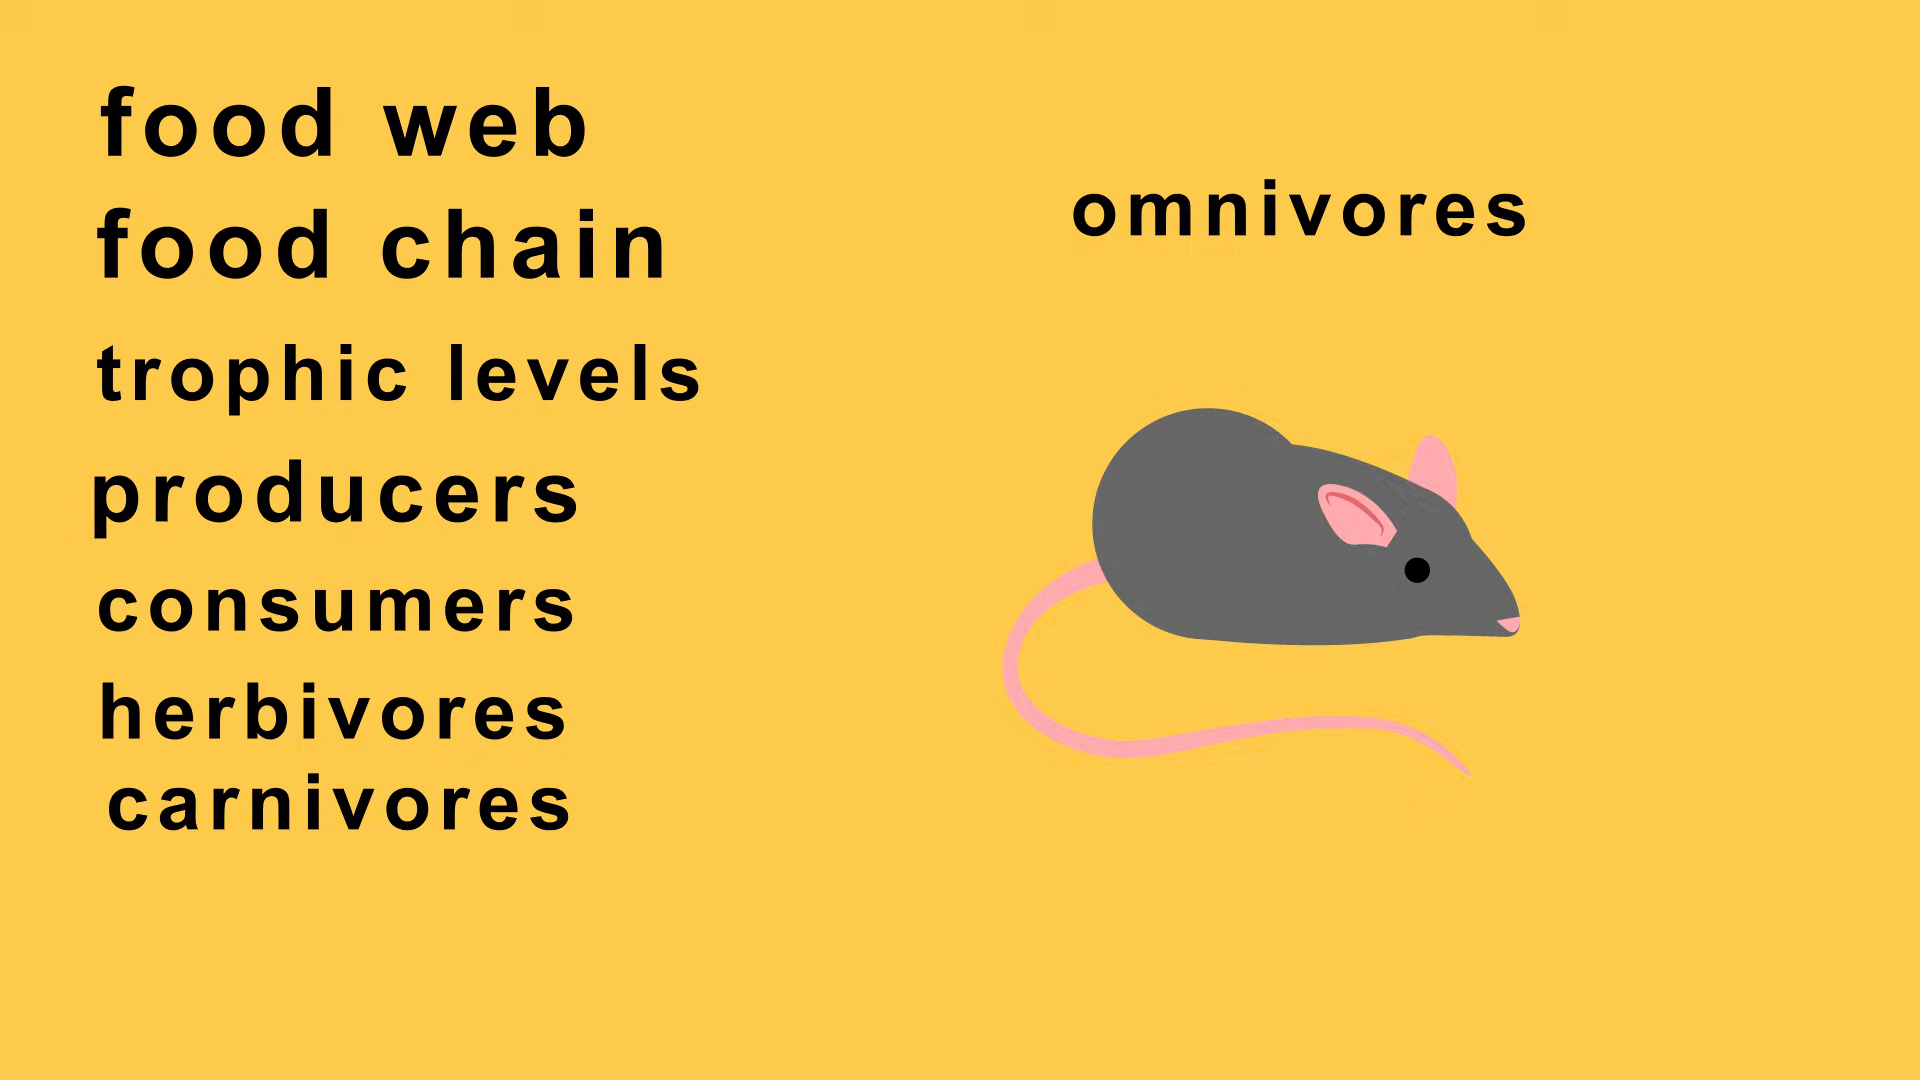 food web
food chain
trophic levels
producers
consumers
herbivores
carnivores
omnivores